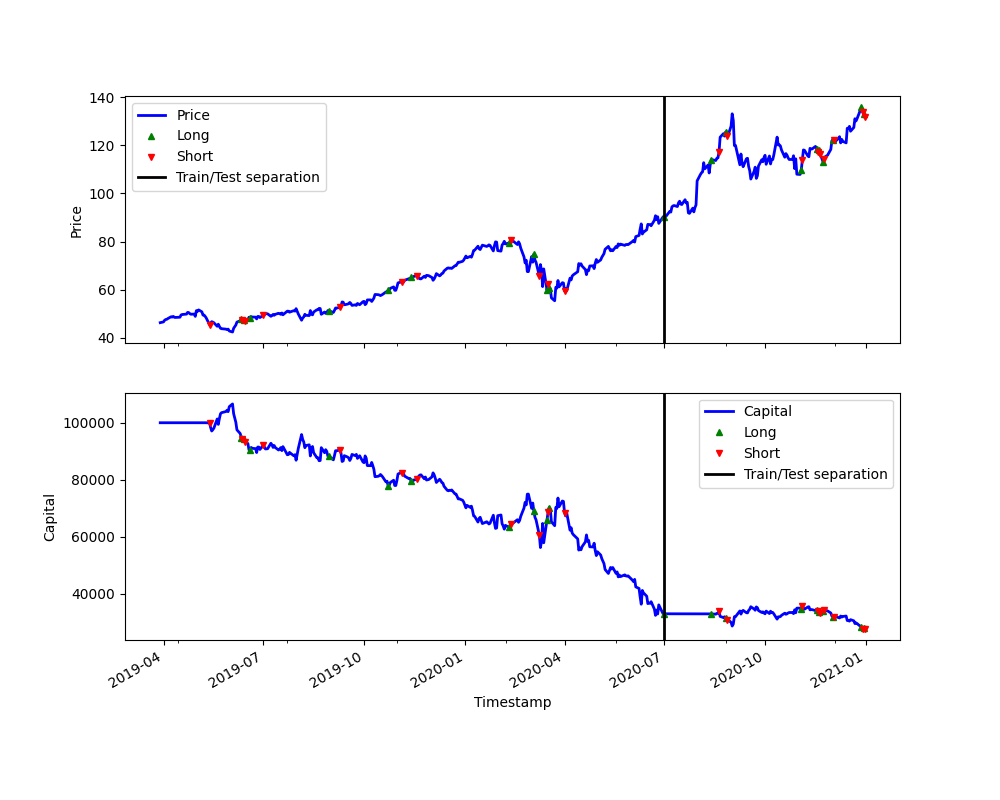 140
120
100
80
60
40
Price
Price
Long
Short
Train/Test separation
100000
80000
60000
40000
Capital
Capital
Long
Short
Train/Test separation
2019-04
2019-07
2019-10
2020-01
2020-04
2020-07
2020-10
2021-01
Timestamp